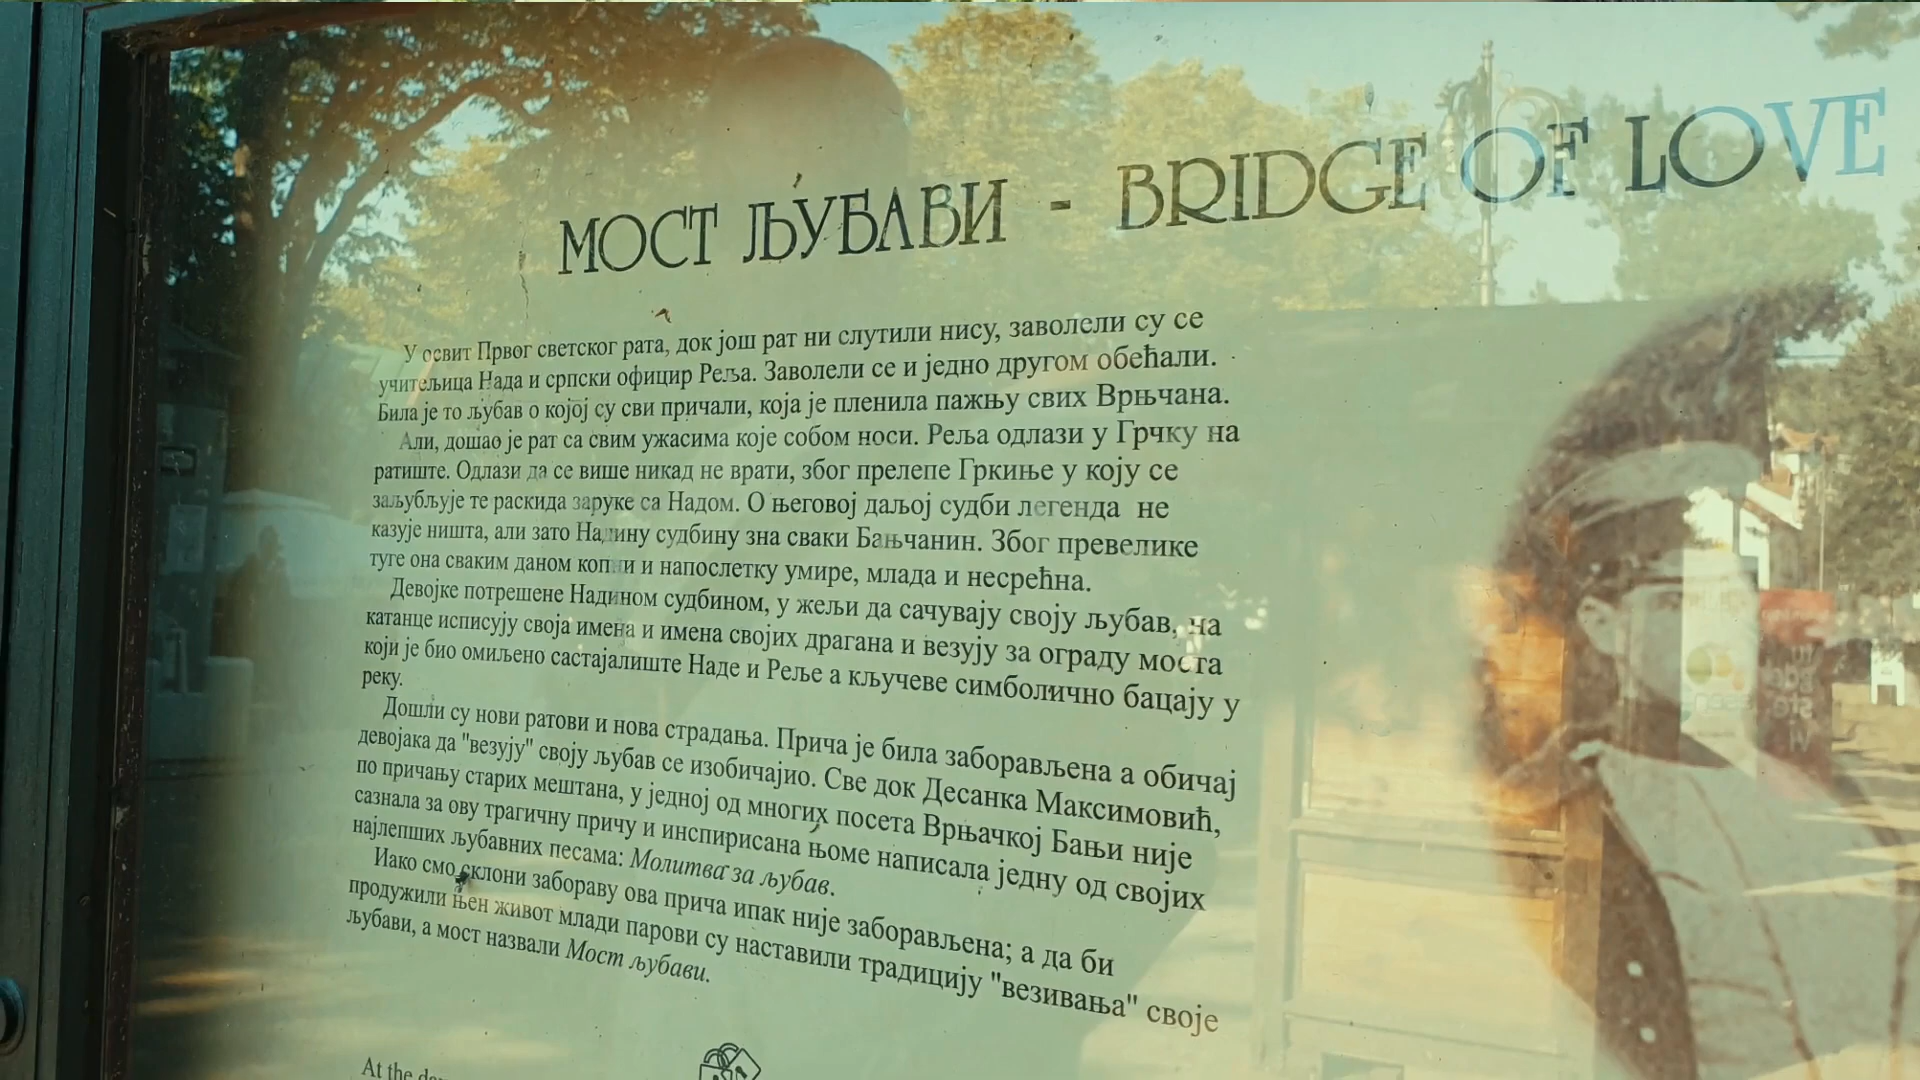 МОСТ ЉУБАВИ - BRIDGE OF LOVE
У освит Првог светског рата, док још рат ни слутили нису, заволели су се
учитељица Нада и српски официр Реља. Заволели се и једно другом обећали.
Била је то љубав о којој су сви причали, која је пленила пажњу свих Врњчана.
Али, дошао је рат са свим ужасима које собом носи. Реља одлази у Грчку на
ратиште. Одлази да се више никад не врати, због прелепе Гркиње у коју се
заљубљује те раскида заруке са Надом. О његовој даљој судби легенда не
казује ништа, али зато Надину судбину зна сваки Бањчанин. Због превелике
туге она сваким даном копни и напослетку умире, млада и несрећна.
Девојке потрешене Надином судбином, у жељи да сачувају своју љубав, на
катанце исписују своја имена и имена својих драгана и везују за ограду моста
који је био омиљено састајалиште Наде и Реље а кључеве симболично бацају у
реку.
Дошли су нови ратови и нова страдања. Прича је била заборављена а обичај
девојака да "везују" своју љубав се изобичајио. Све док Десанка Максимовић,
по причању старих мештана, у једној од многих посета Врњачкој Бањи није
сазнала за ову трагичну причу и инспирисана њоме написала једну од својих
најлепших љубавних песама: Молитва за љубав.
Иако смо склони забораву ова прича ипак није заборављена; а да би
продужили њен живот млади парови су наставили традицију "везивања" своје
љубави, а мост назвали Мост љубави.
At the